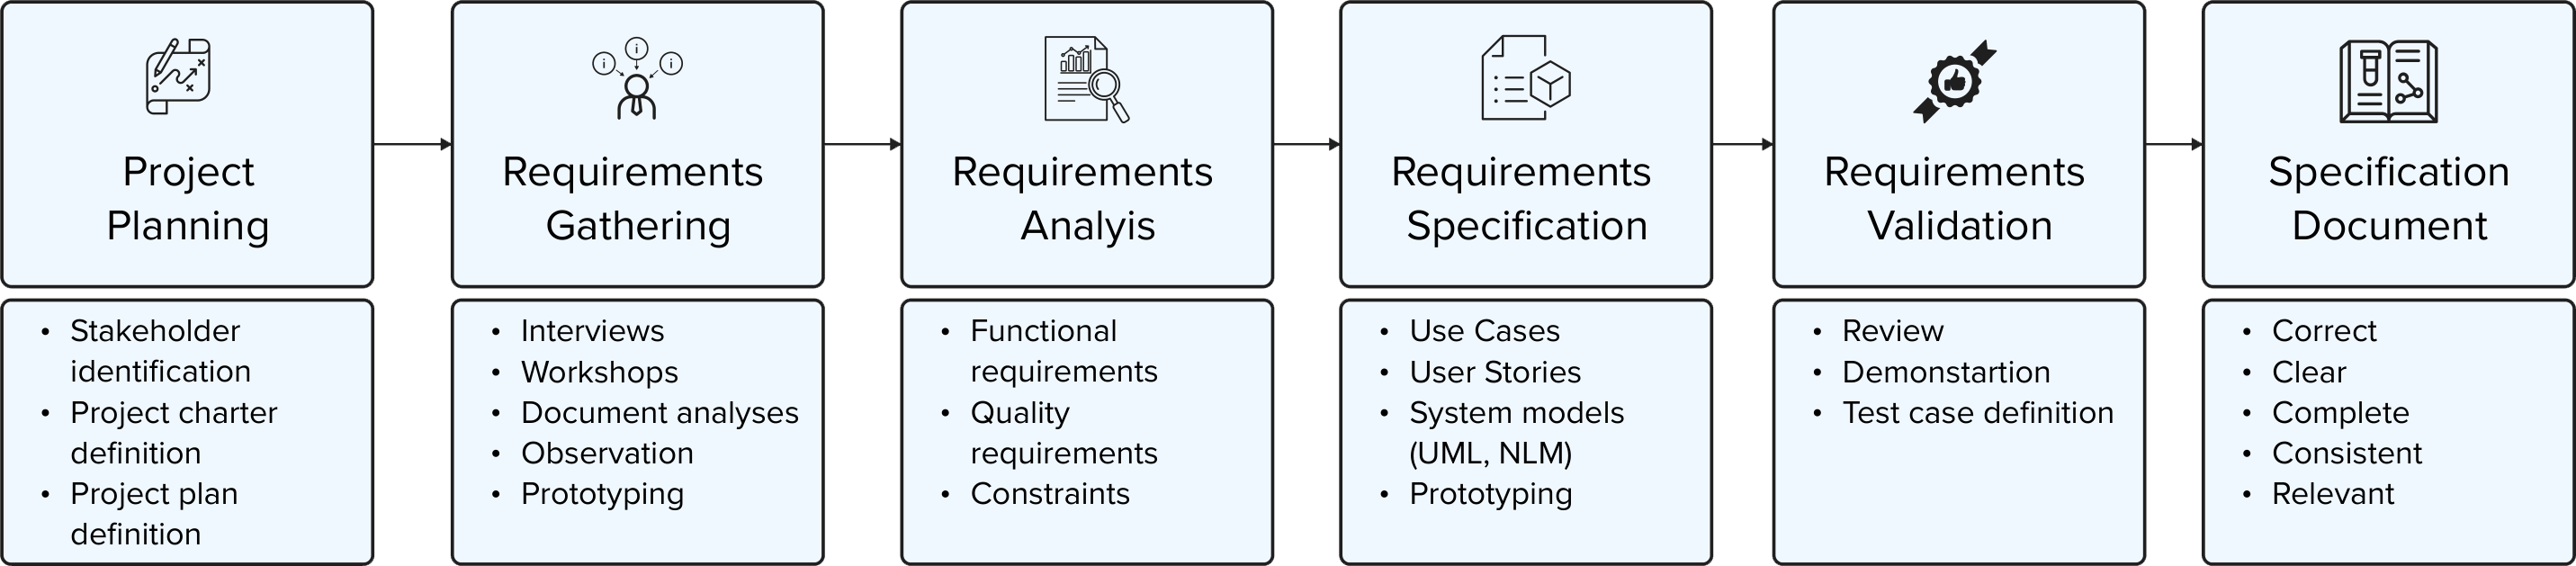 Project
Planning
Requirements
Gathering
Requirements
Analyis
Requirements
Specification
Requirements
Validation
Specification
Document
• Stakeholder
identification
• Project charter
definition
• Project plan
definition
• Interviews
• Workshops
• Document analyses
• Observation
• Prototyping
• Functional
requirements
• Quality
requirements
• Constraints
• Use Cases
• User Stories
• System models
(UML, NLM)
• Prototyping
• Review
• Demonstartion
• Test case definition
• Correct
• Clear
• Complete
• Consistent
• Relevant